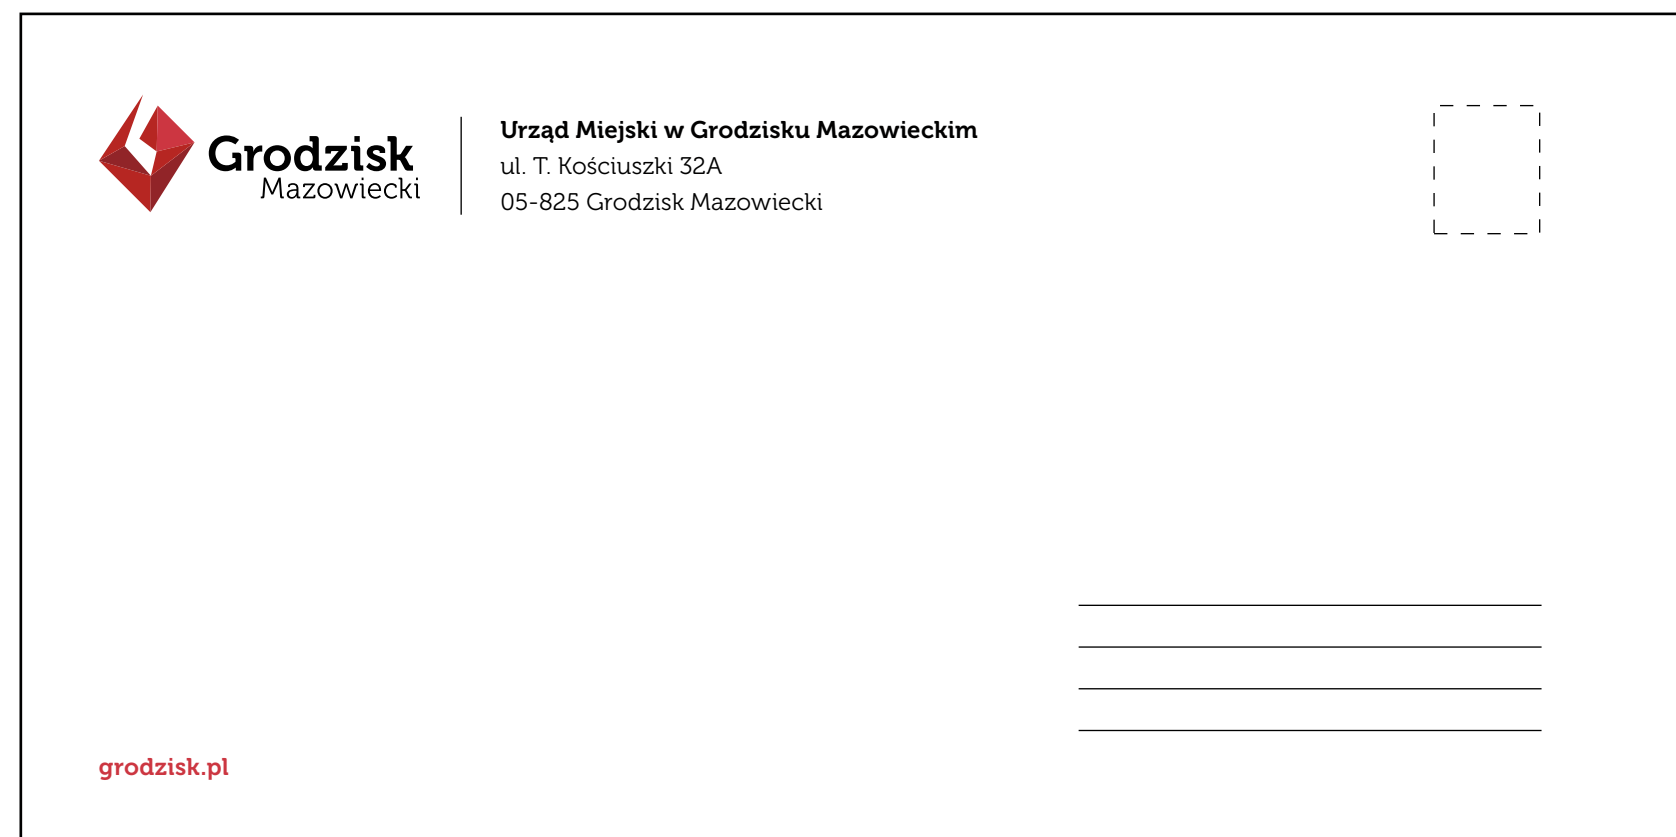 Grodzisk
Mazowiecki
Urząd Miejski w Grodzisku Mazowieckim
ul. T. Kościuszki 32A
05-825 Grodzisk Mazowiecki
grodzisk.pl